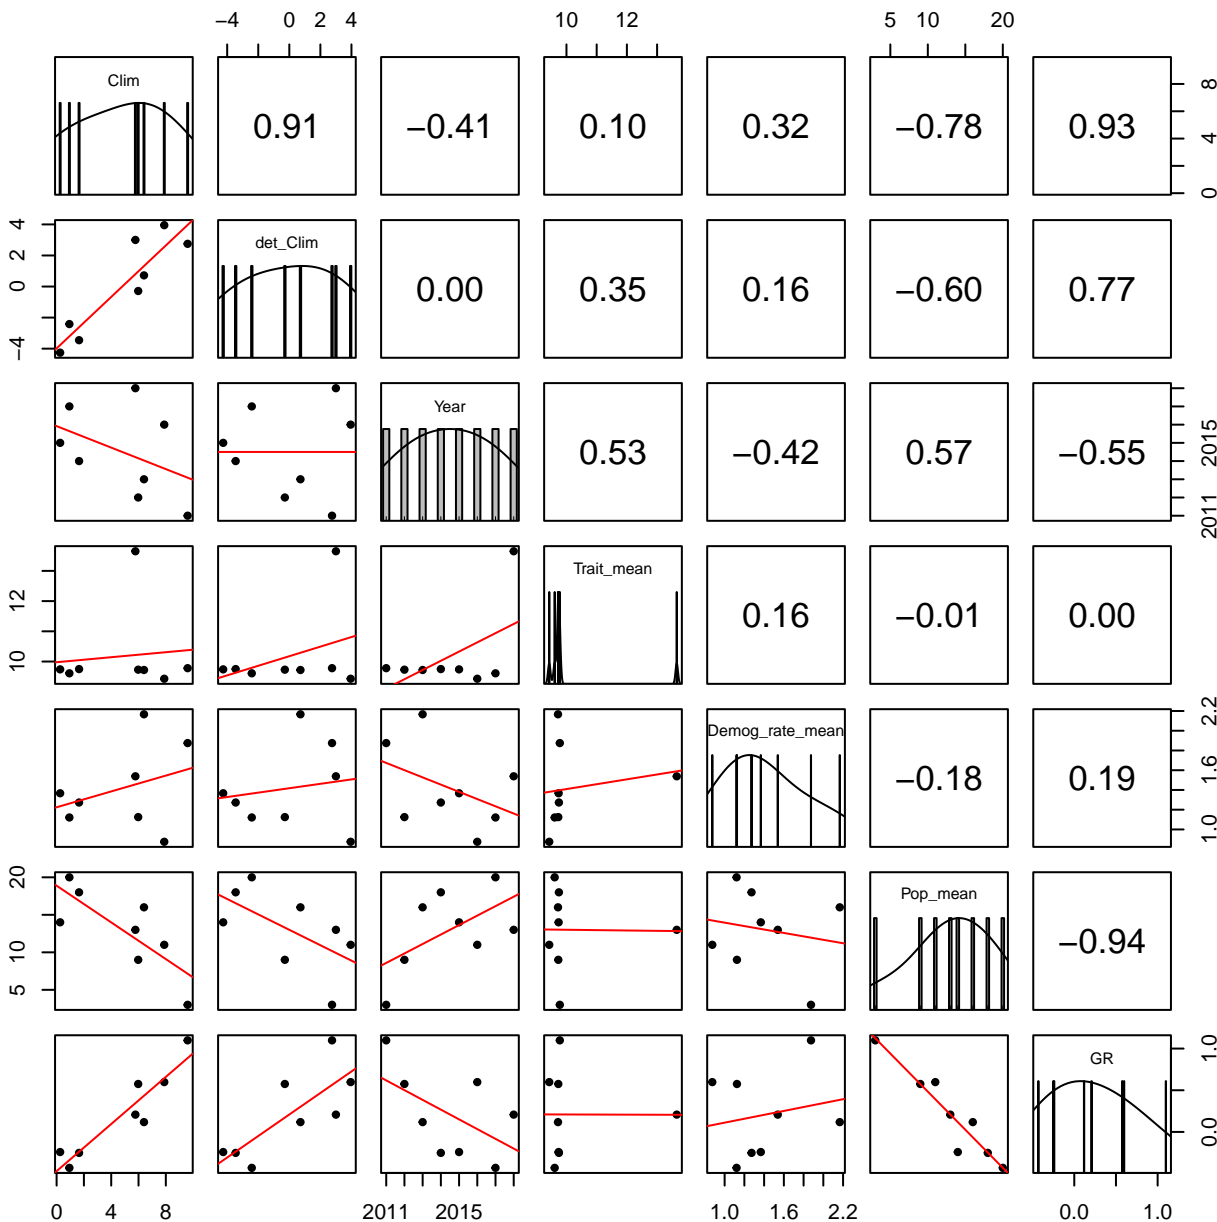 −4 0 2 4 10 12 5 10 20
Clim 0.91 −0.41 0.10 0.32 −0.78 0.93
0 4 8
−4 0 2 4
det_Clim 0.00 0.35 0.16 −0.60 0.77
Year 0.53 −0.42 0.57 −0.55
2011 2015
10 12
Trait_mean 0.16 −0.01 0.00
Demog_rate_mean −0.18 0.19
1.0 1.6 2.2
5 10 20
Pop_mean −0.94
GR
0.0 1.0
0 4 8 2011 2015 1.0 1.6 2.2 0.0 1.0